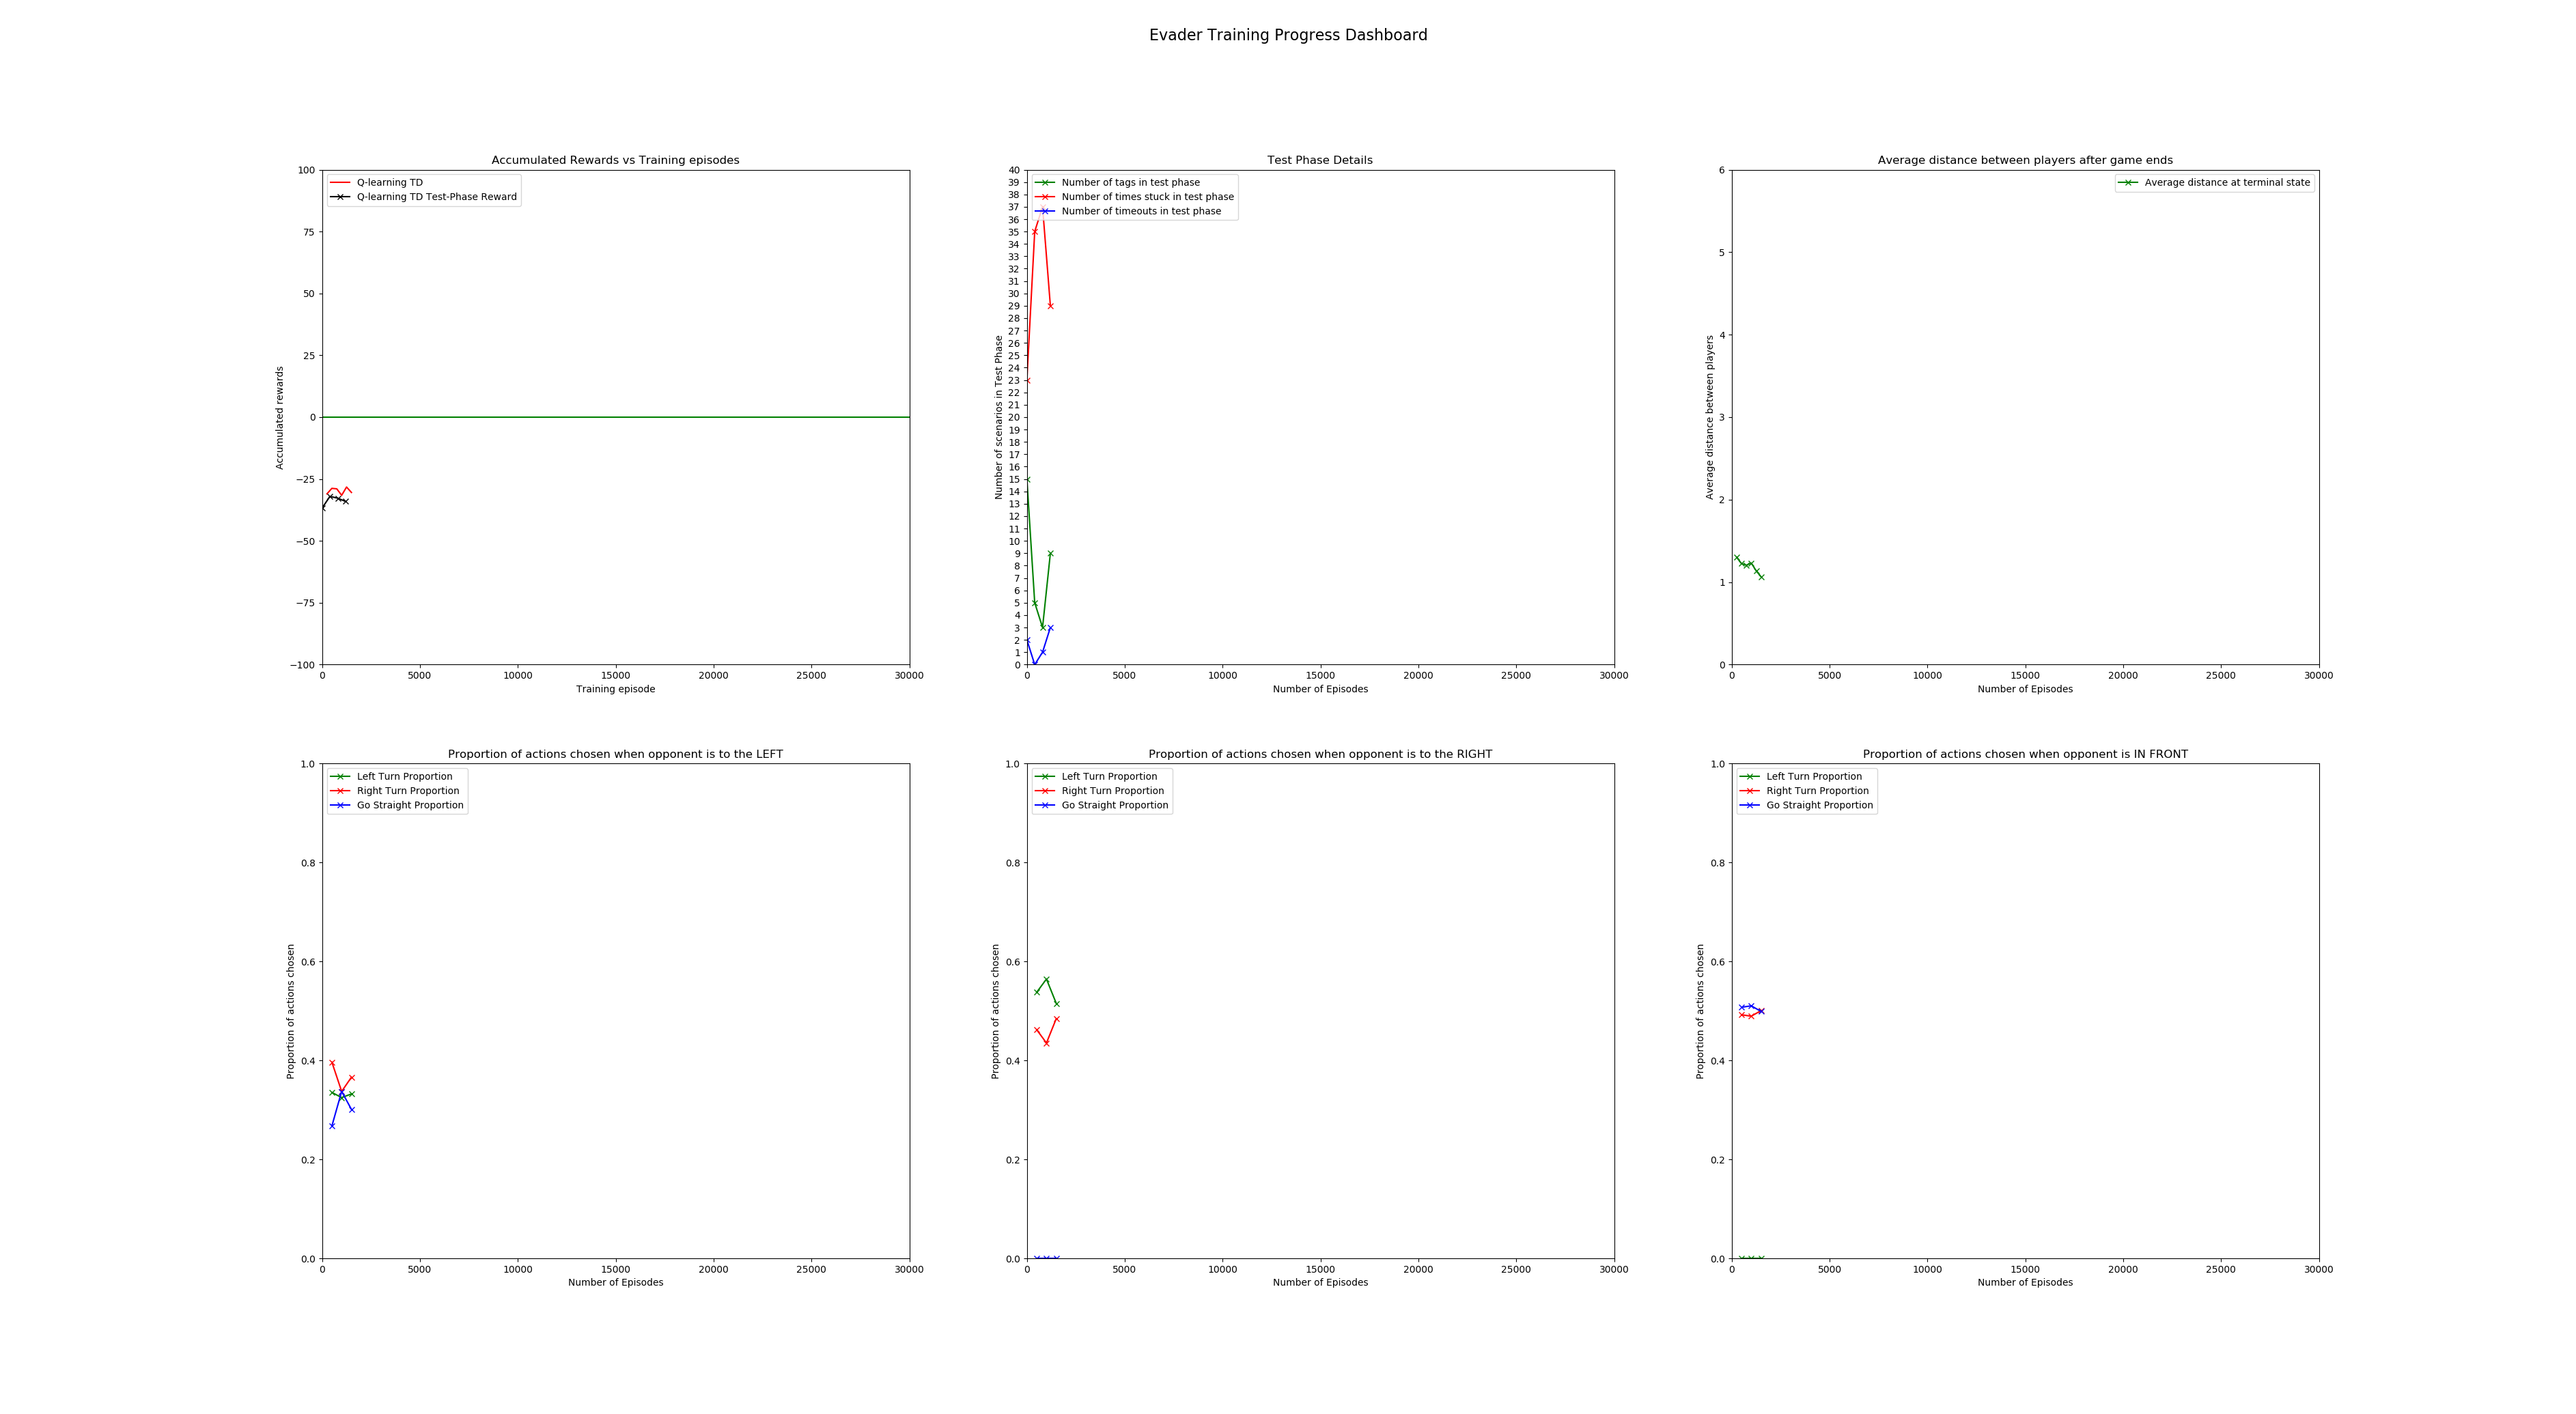 Evader Training Progress Dashboard
Accumulated Rewards vs Training episodes
Q-learning TD
Q-learning TD Test-Phase Reward
100
75
50
25
0
−25
−50
−75
−100
Accumulated rewards
0 5000 10000 15000 20000 25000 30000
Training episode
Test Phase Details
Number of tags in test phase
Number of times stuck in test phase
Number of timeouts in test phase
40
39
38
37
36
35
34
33
32
31
30
29
28
27
26
25
24
23
22
21
20
19
18
17
16
15
14
13
12
11
10
9
8
7
6
5
4
3
2
1
0
Number of scenarios in Test Phase
0 5000 10000 15000 20000 25000 30000
Number of Episodes
Average distance between players after game ends
Average distance at terminal state
6
5
4
3
2
1
0
Average distance between players
0 5000 10000 15000 20000 25000 30000
Number of Episodes
Proportion of actions chosen when opponent is to the LEFT
Left Turn Proportion
Right Turn Proportion
Go Straight Proportion
1.0
0.8
0.6
0.4
0.2
0.0
Proportion of actions chosen
0 5000 10000 15000 20000 25000 30000
Number of Episodes
Proportion of actions chosen when opponent is to the RIGHT
Left Turn Proportion
Right Turn Proportion
Go Straight Proportion
1.0
0.8
0.6
0.4
0.2
0.0
Proportion of actions chosen
0 5000 10000 15000 20000 25000 30000
Number of Episodes
Proportion of actions chosen when opponent is IN FRONT
Left Turn Proportion
Right Turn Proportion
Go Straight Proportion
1.0
0.8
0.6
0.4
0.2
0.0
Proportion of actions chosen
0 5000 10000 15000 20000 25000 30000
Number of Episodes